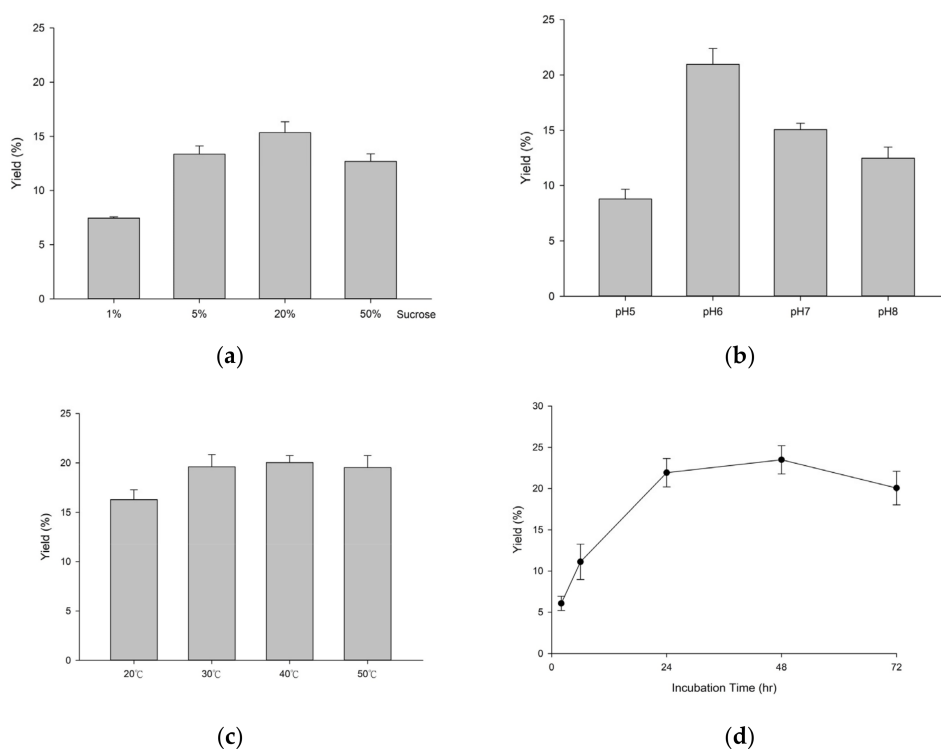 25
20
15
10
5
0
Yield (%)
1% 5% 20% 50% Sucrose
(a)
25
20
15
10
5
0
Yield (%)
pH5 pH6 pH7 pH8
(b)
25
20
15
10
5
0
Yield (%)
20℃ 30℃ 40℃ 50℃
(c)
30
25
20
15
10
5
0
Yield (%)
0 24 48 72
Incubation Time (hr)
(d)